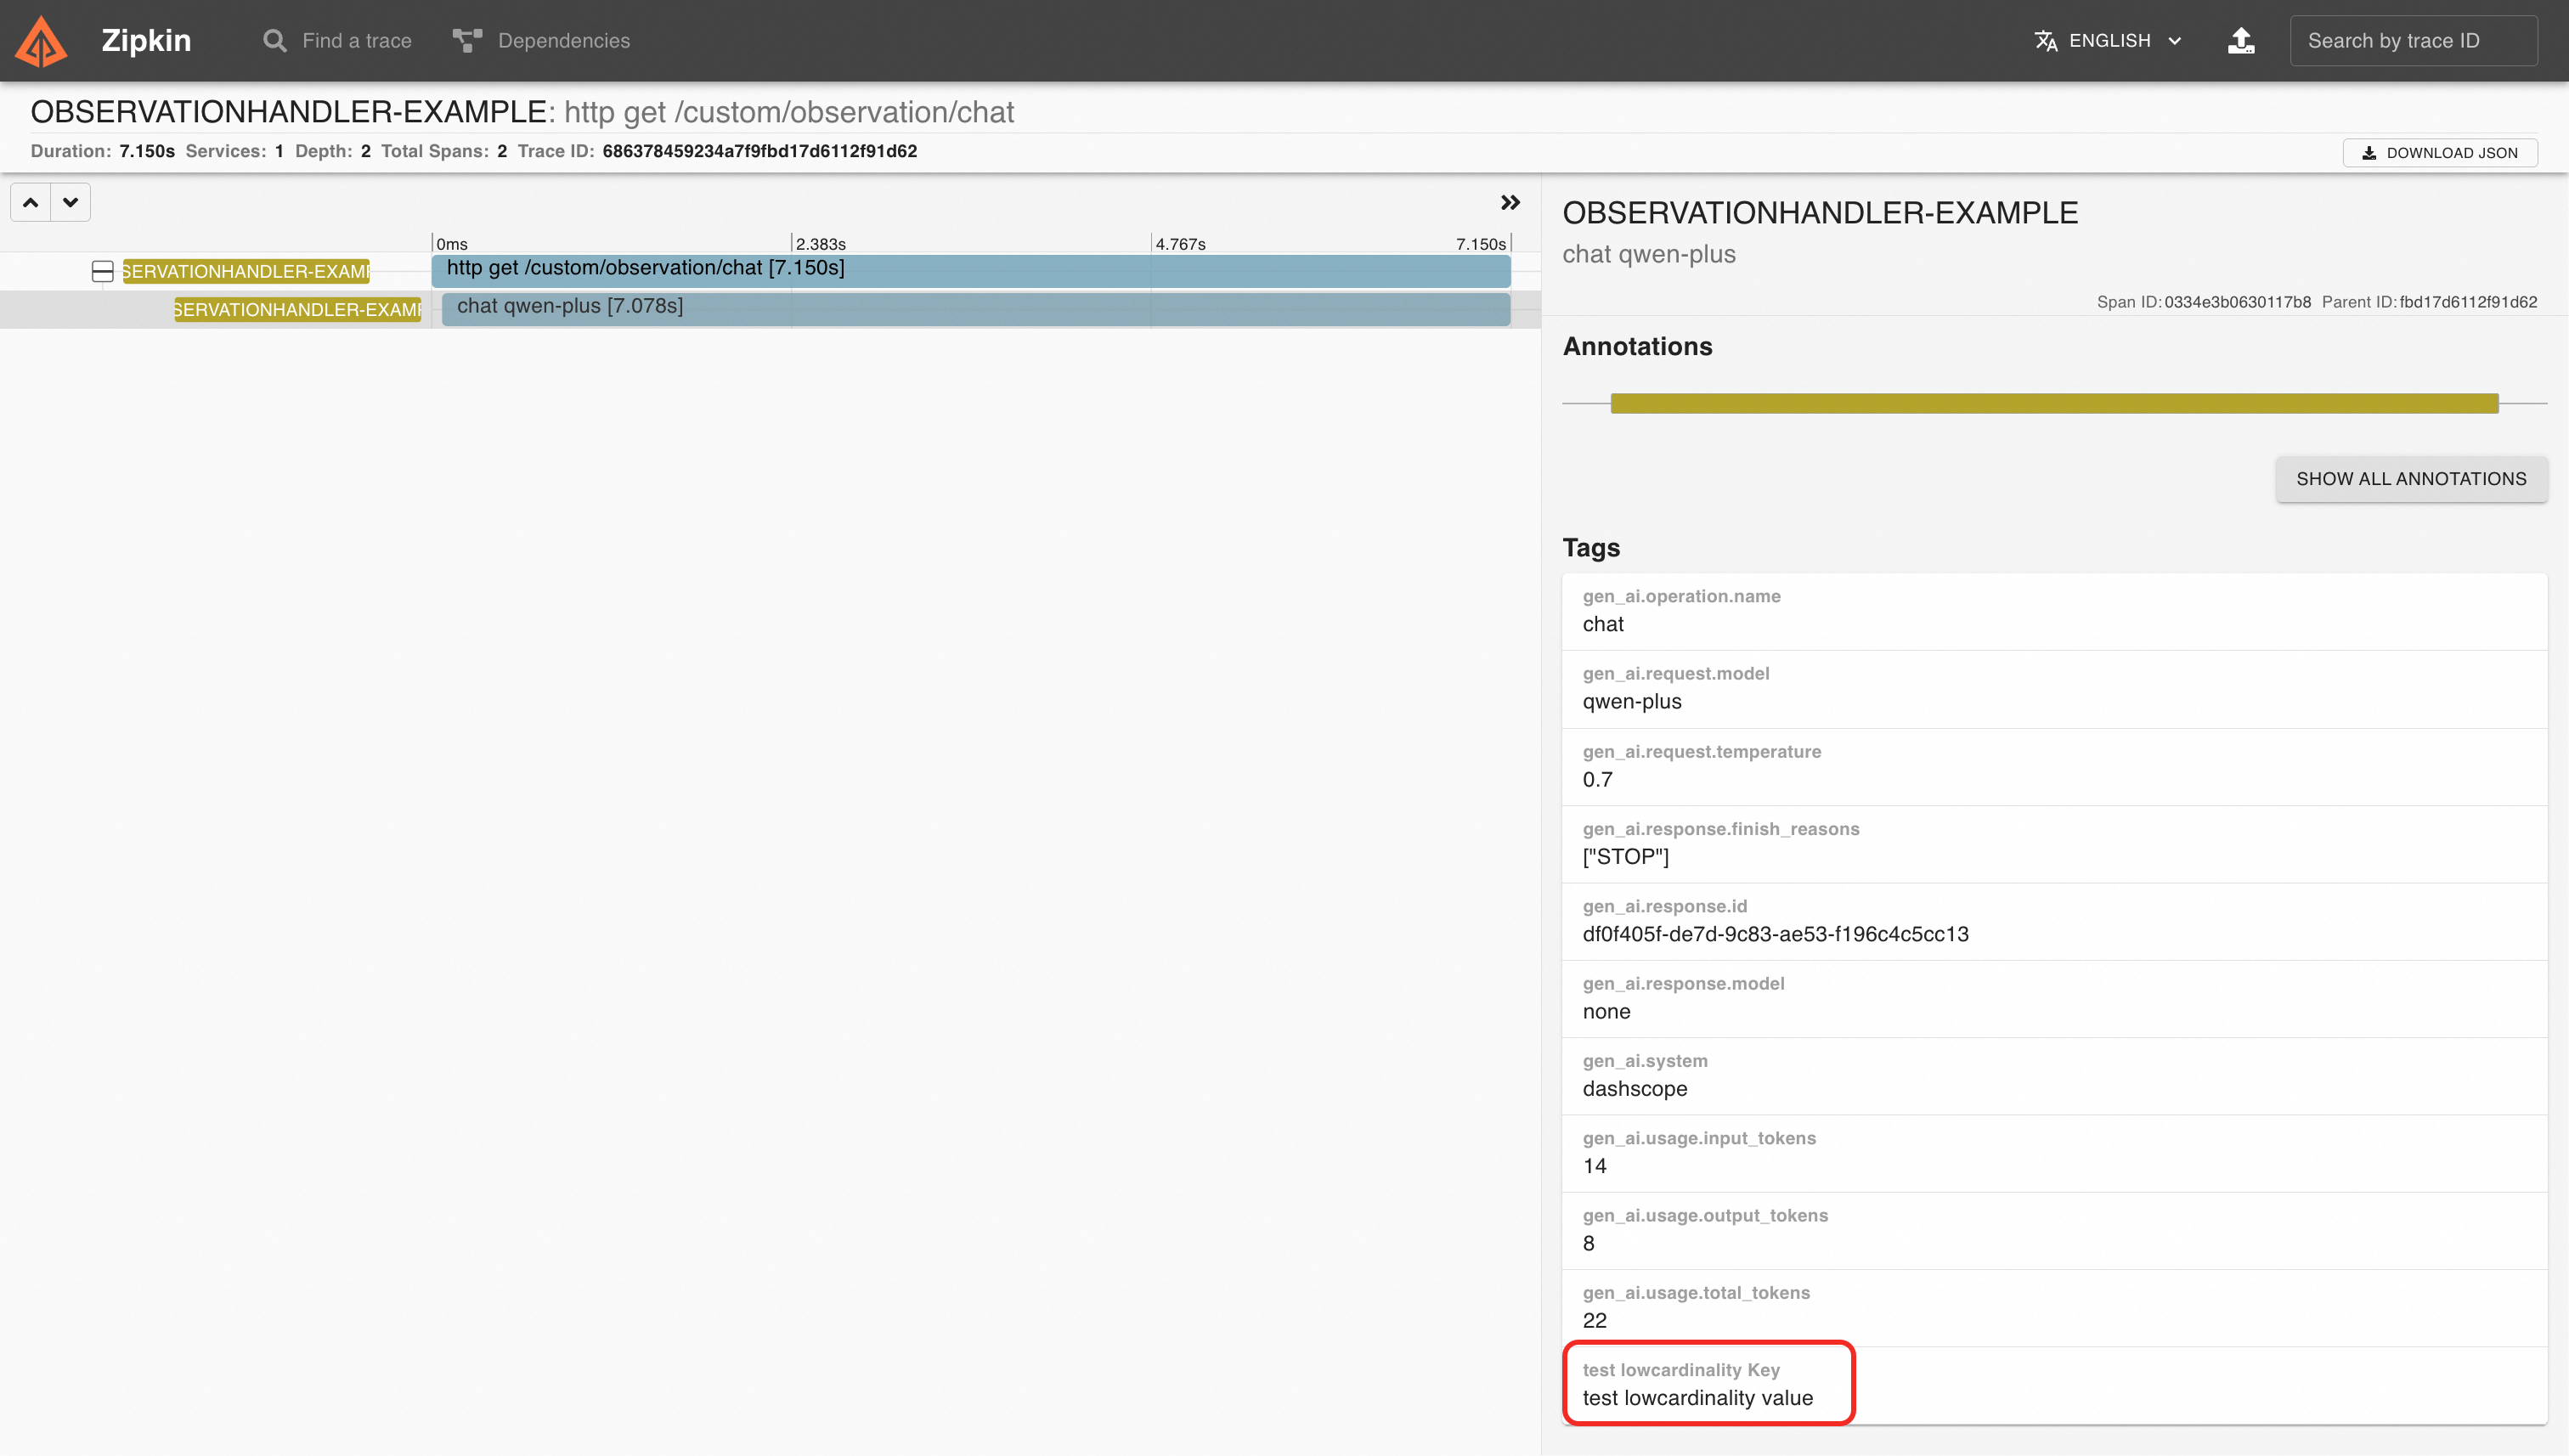 Zipkin
Find a trace
Dependencies
ENGLISH
Search by trace ID
OBSERVATIONHANDLER-EXAMPLE: http get /custom/observation/chat
Duration: 7.150s Services: 1 Depth: 2 Total Spans: 2 Trace ID: 686378459234a7f9fbd17d6112f91d62
DOWNLOAD JSON
0ms
2.383s
4.767s
7.150s
SERVATIONHANDLER-EXAM
http get /custom/observation/chat [7.150s]
SERVATIONHANDLER-EXAM
chat qwen-plus [7.078s]
OBSERVATIONHANDLER-EXAMPLE
chat qwen-plus
Span ID: 0334e3b0630117b8 Parent ID: fbd17d6112f91d62
Annotations
SHOW ALL ANNOTATIONS
Tags
gen_ai.operation.name
chat
gen_ai.request.model
qwen-plus
gen_ai.request.temperature
0.7
gen_ai.response.finish_reasons
["STOP"]
gen_ai.response.id
df0f405f-de7d-9c83-ae53-f196c4c5cc13
gen_ai.response.model
none
gen_ai.system
dashscope
gen_ai.usage.input_tokens
14
gen_ai.usage.output_tokens
8
gen_ai.usage.total_tokens
22
test lowcardinality Key
test lowcardinality value